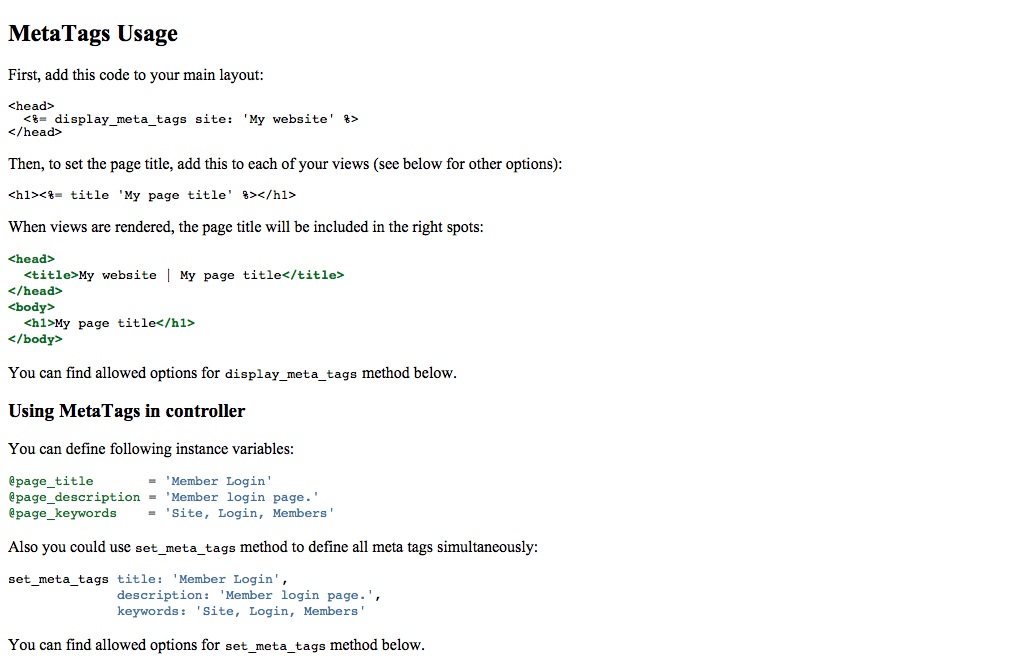 MetaTags Usage
First, add this code to your main layout:
<head>
  <%= display_meta_tags site: 'My website' %>
</head>
Then, to set the page title, add this to each of your views (see below for other options):
<h1><%= title 'My page title' %></h1>
When views are rendered, the page title will be included in the right spots:
<head>
  <title>My website | My page title</title>
</head>
<body>
  <h1>My page title</h1>
</body>
You can find allowed options for display_meta_tags method below.
Using MetaTags in controller
You can define following instance variables:
@page_title       = 'Member Login'
@page_description = 'Member login page.'
@page_keywords    = 'Site, Login, Members'
Also you could use set_meta_tags method to define all meta tags simultaneously:
set_meta_tags title: 'Member Login',
              description: 'Member login page.',
              keywords: 'Site, Login, Members'
You can find allowed options for set_meta_tags method below.